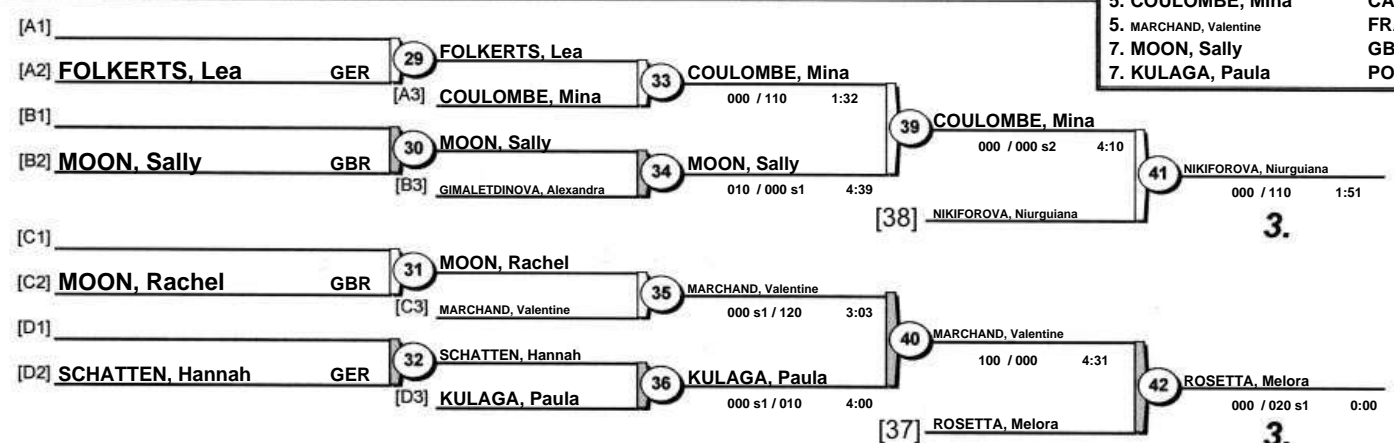 5. COULOMBE, Mina CA
5. MARCHAND, Valentine FR
7. MOON, Sally GB
7. KULAGA, Paula PO
[A1]
[A2] FOLKERTS, Lea GER
29
FOLKERTS, Lea
[A3] COULOMBE, Mina
33
COULOMBE, Mina
000 / 110 1:32
[B1]
[B2] MOON, Sally GBR
30
MOON, Sally
[B3] GIMALETDINOVA, Alexandra
34
MOON, Sally
010 / 000 s1 4:39
39
COULOMBE, Mina
000 / 000 s2 4:10
[38] NIKIFOROVA, Niurguiana
41
NIKIFOROVA, Niurguiana
000 / 110 1:51
3.
[C1]
[C2] MOON, Rachel GBR
31
MOON, Rachel
[C3] MARCHAND, Valentine
35
MARCHAND, Valentine
000 s1 / 120 3:03
[D1]
[D2] SCHATTEN, Hannah GER
32
SCHATTEN, Hannah
[D3] KULAGA, Paula
36
KULAGA, Paula
000 s1 / 010 4:00
40
MARCHAND, Valentine
100 / 000 4:31
[37] ROSETTA, Melora
42
ROSETTA, Melora
000 / 020 s1 0:00
3.